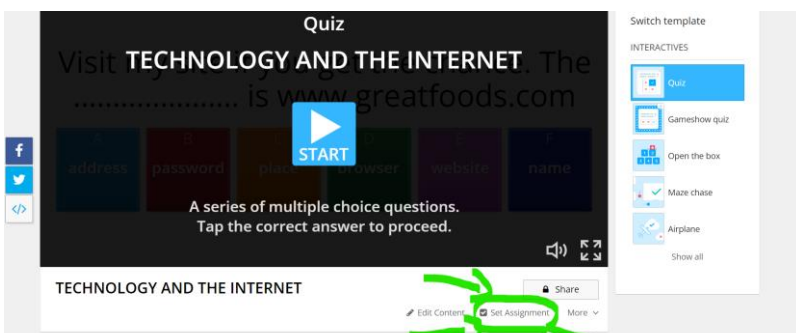 Quiz
TECHNOLOGY AND THE INTERNET
Visit my site if you get the chance. The
..................... is www.greatfoods.com
START
A
B
D
E
F
address
password
place
browser
website
name
A series of multiple choice questions.
Tap the correct answer to proceed.
TECHNOLOGY AND THE INTERNET
Share
Edit Content
Set Assignment
More
Switch template
INTERACTIVES
Quiz
Gameshow quiz
Open the box
Maze chase
Airplane
Show all
f
</>